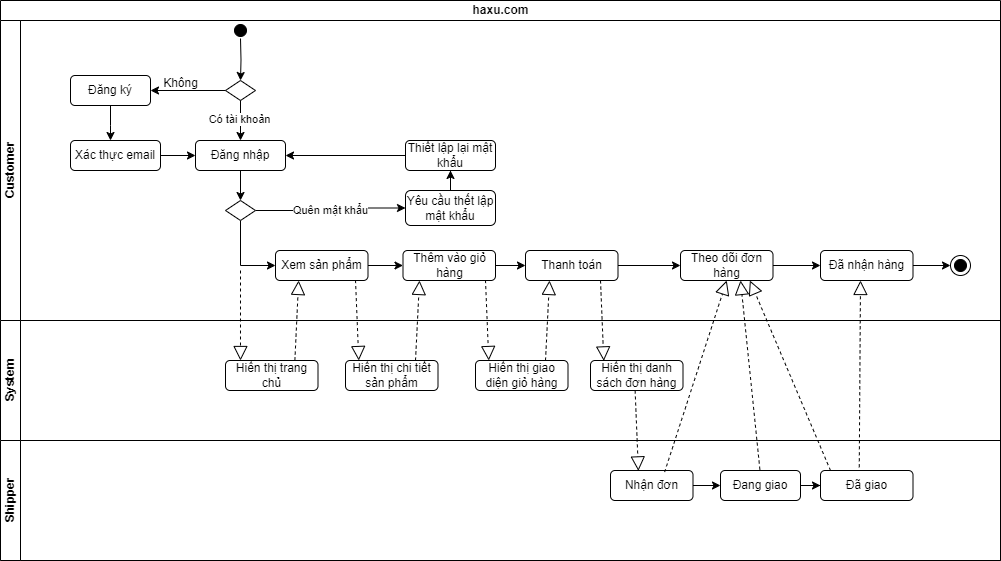 haxu.com
Customer
Không
Đăng ký
Có tài khoản
Xác thực email
Đăng nhập
Thiết lập lại mật
khẩu
Quên mật khẩu
Yêu cầu thết lập
mật khẩu
Xem sản phẩm
Thêm vào giỏ
hàng
Thanh toán
Theo dõi đơn
hàng
Đã nhận hàng
System
Hiển thị trang
chủ
Hiển thị chi tiết
sản phẩm
Hiển thị giao
diện giỏ hàng
Hiển thị danh
sách đơn hàng
Shipper
Nhận đơn
Đang giao
Đã giao